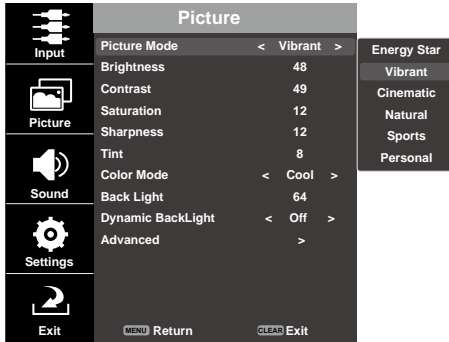 Input
Picture
Sound
Settings
Exit
Picture
Picture Mode < Vibrant >
Brightness 48
Contrast 49
Saturation 12
Sharpness 12
Tint 8
Color Mode < Cool >
Back Light 64
Dynamic BackLight < Off >
Advanced >
MENU Return CLEAR Exit
Energy Star
Vibrant
Cinematic
Natural
Sports
Personal